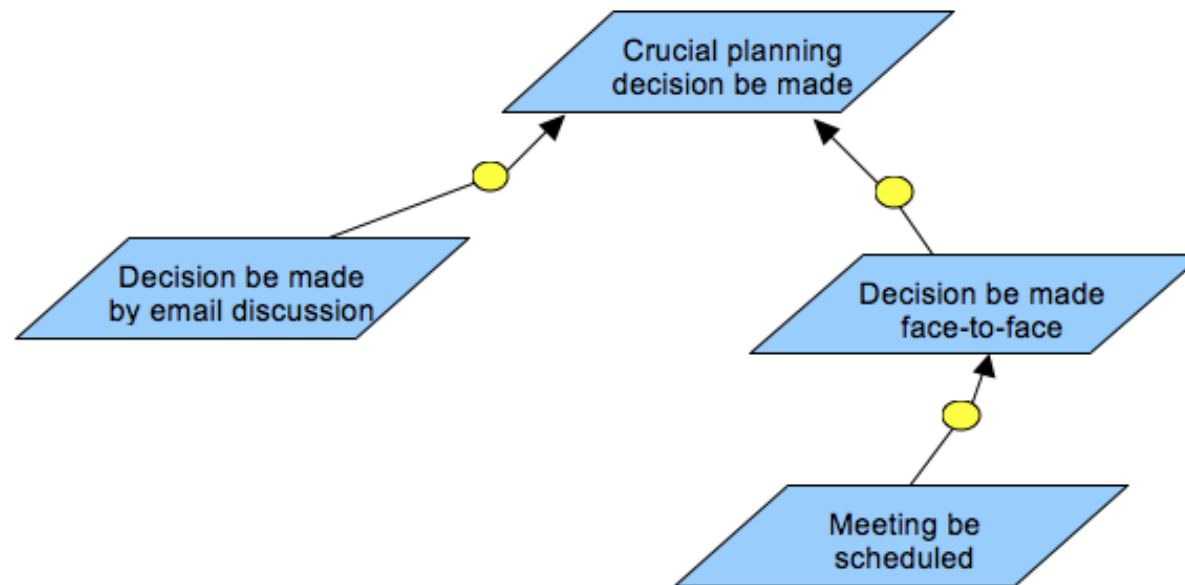 Crucial planning
decision be made
Decision be made
by email discussion
Decision be made
face-to-face
Meeting be
scheduled